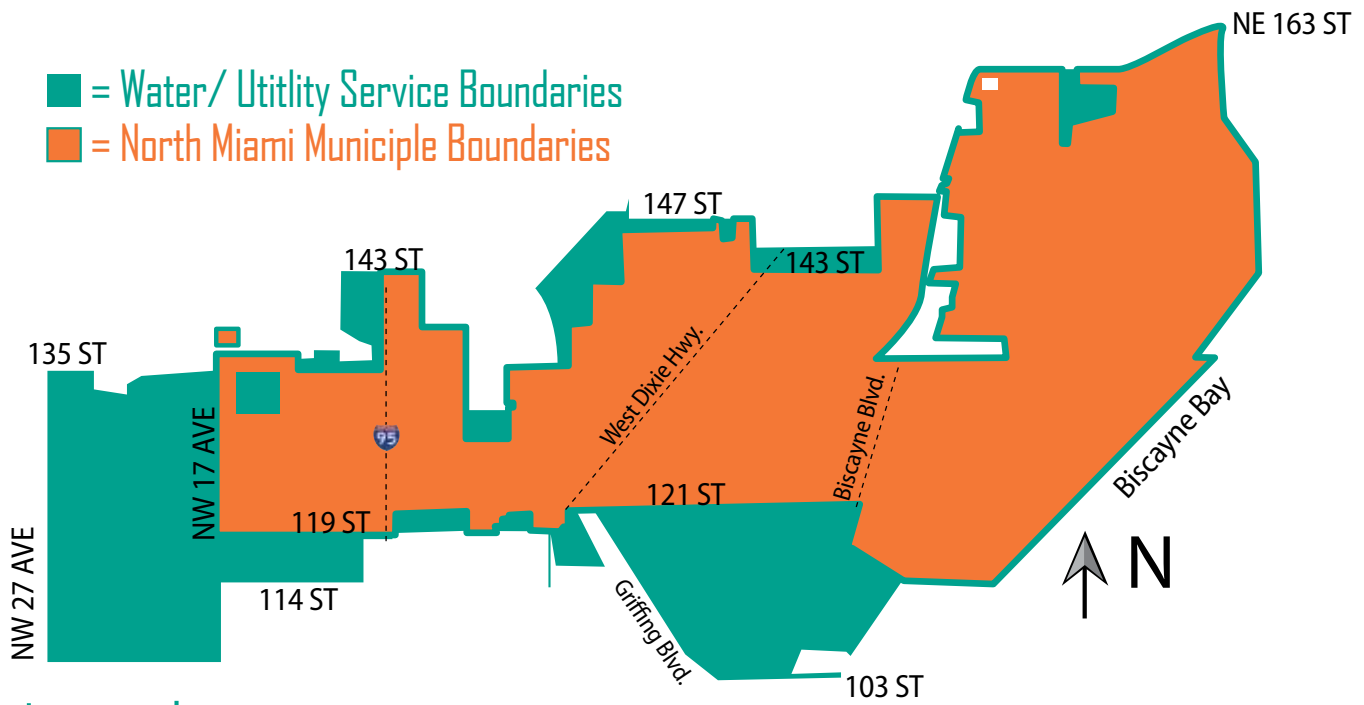 NE 163 ST
= Water/ Utitlity Service Boundaries
= North Miami Municiple Boundaries
147 ST
143 ST
143 ST
135 ST
West Dixie Hwy.
Biscayne Blvd.
95
NW 17 AVE
Biscayne Bay
121 ST
119 ST
N
NW 27 AVE
114 ST
Griffing Blvd.
103 ST